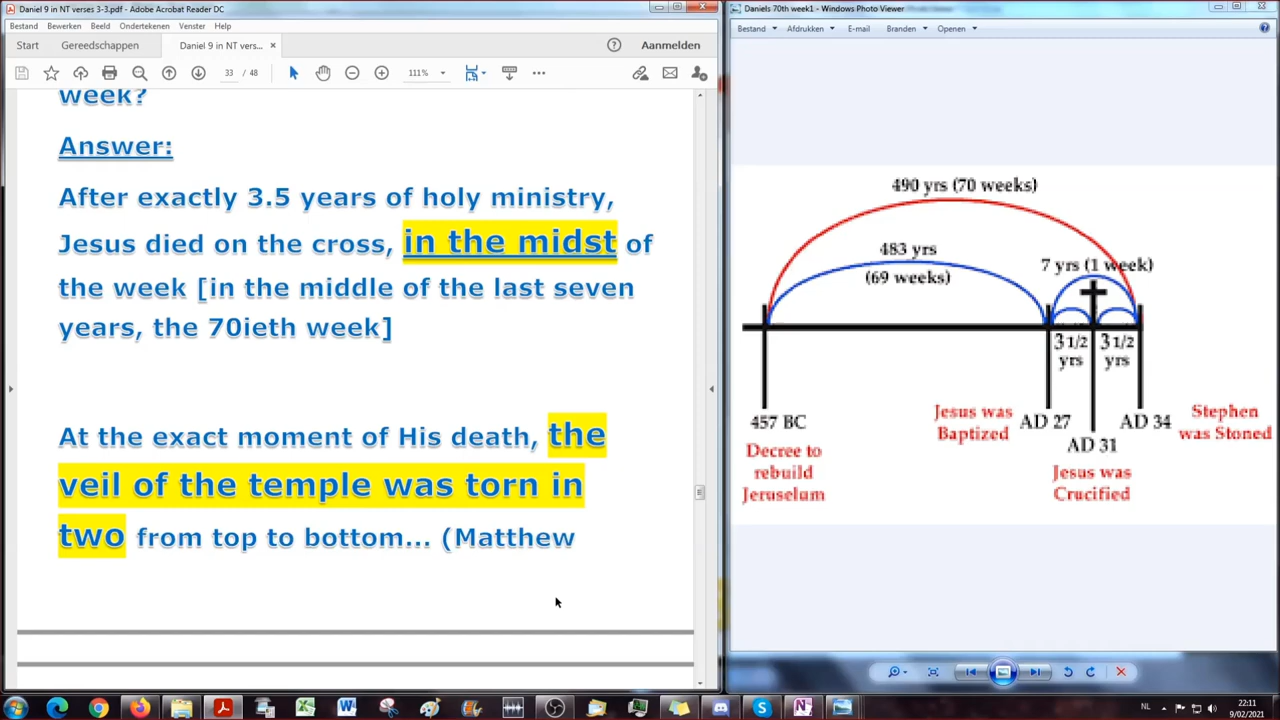 Daniel 9 in NT verses 3-3.pdf - Adobe Acrobat Reader DC
Bestand Bewerken Beeld Ondertekenen Venster Help
Start Gereedschappen Daniel 9 in NT vers... × Aanmelden
33 / 48 111%
week?
Answer:
After exactly 3.5 years of holy ministry,
Jesus died on the cross, in the midst of
the week [in the middle of the last seven
years, the 70ieth week]
At the exact moment of His death, the
veil of the temple was torn in
two from top to bottom... (Matthew
Daniels 70th week1 - Windows Photo Viewer
Bestand Afdrukken E-mail Branden Openen
490 yrs (70 weeks)
483 yrs
(69 weeks)
7 yrs (1 week)
3 1/2 yrs
3 1/2 yrs
457 BC
Decree to
rebuild
Jeruselum
Jesus was
Baptized
AD 27
AD 31
Jesus was
Crucified
AD 34
Stephen
was Stoned
NL 22:11
9/02/2021